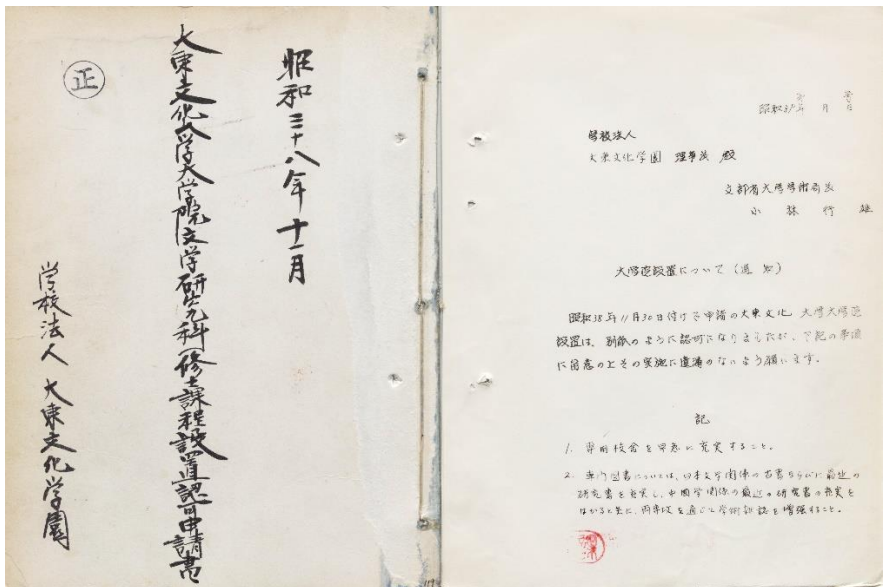 昭和三十八年十一月
大東文化大学大学院文学研究科(修士課程)設置認可申請書
正
学校法人 大東文化学園
昭和39年 月 日
学校法人
大東文化学園 理事長 殿
文部省大学学術局長
小林行雄
大学院設置について(通知)
昭和38年11月30日付けで申請の大東文化大学大学院
設置は、別紙のように認可になりましたが、下記の事項
に留意の上その実施に遺漏のないよう願います。
記
1. 専用校舎を早急に充実すること。
2. 専門図書については、日本文学関係の古書ならびに最近の
研究書を充実し、中国学関係の最近の研究書の充実を
はかると共に、両専攻を通じて学術雑誌を増強すること。